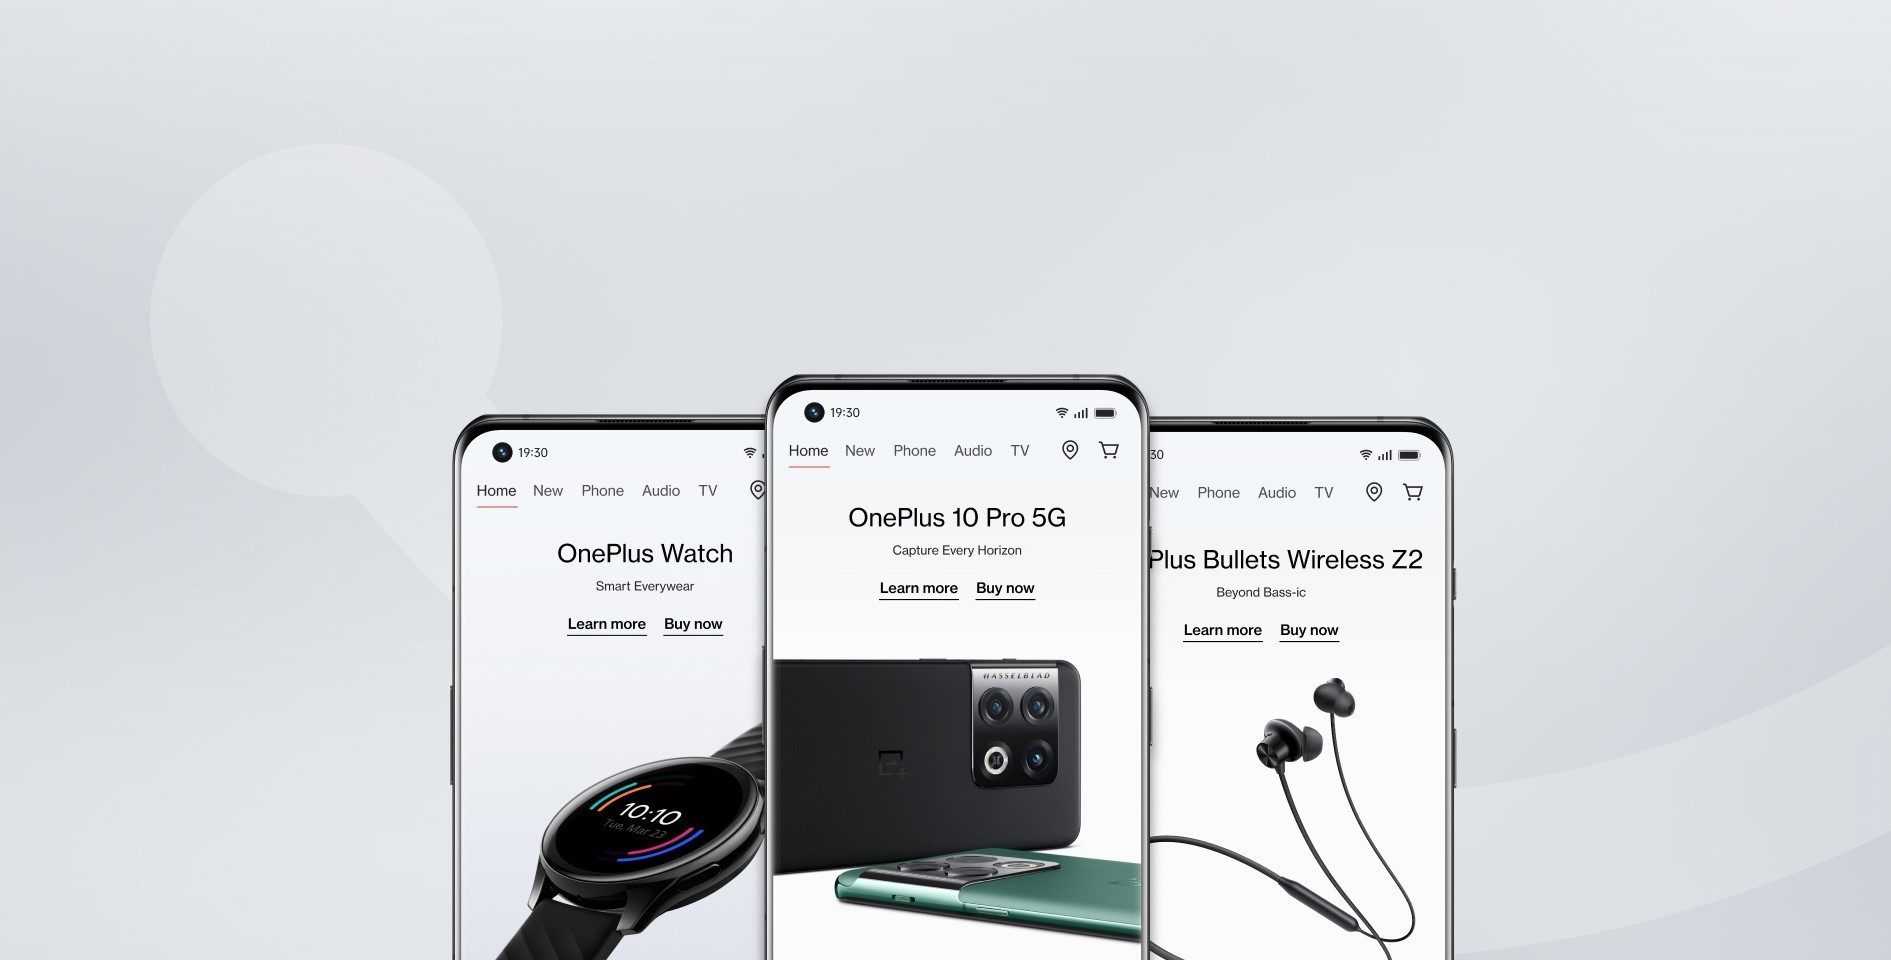 19:30
Home New Phone Audio TV
OnePlus Watch
Smart Everywear
Learn more Buy now
10:10
Tue, Mar 23
19:30
Home New Phone Audio TV
OnePlus 10 Pro 5G
Capture Every Horizon
Learn more Buy now
HASSELBLAD
30
New Phone Audio TV
Plus Bullets Wireless Z2
Beyond Bass-ic
Learn more Buy now